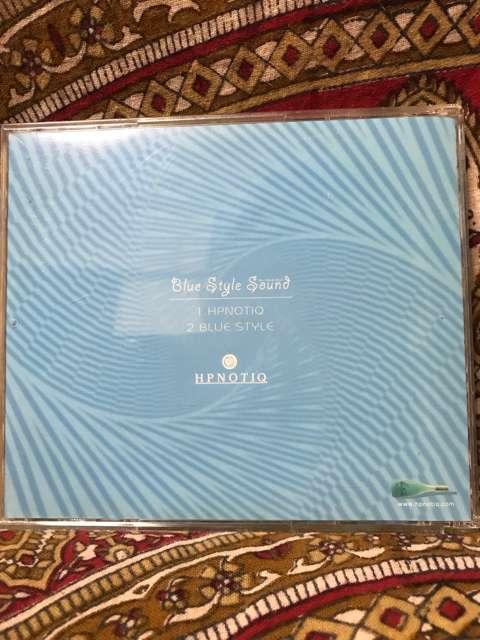 Blue Style Sound
1 HPNOTIQ
2 BLUE STYLE
HPNOTIQ
www.hpnotiq.com